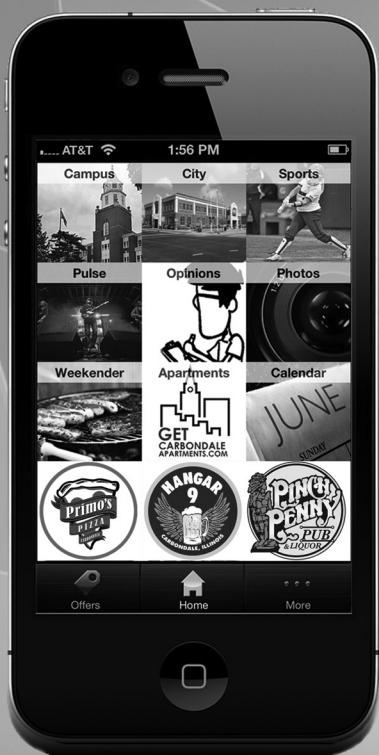 AT&T 1:56 PM
Campus City Sports
Pulse Opinions Photos
Weekender Apartments Calendar
GET
CARBONDALE
APARTMENTS.COM
JUNE
SUNDAY
Primo's
PIZZA
HANGAR
9
CARBONDALE, ILLINOIS
PINCH
PENNY
PUB
& LIQUOR
Offers Home More